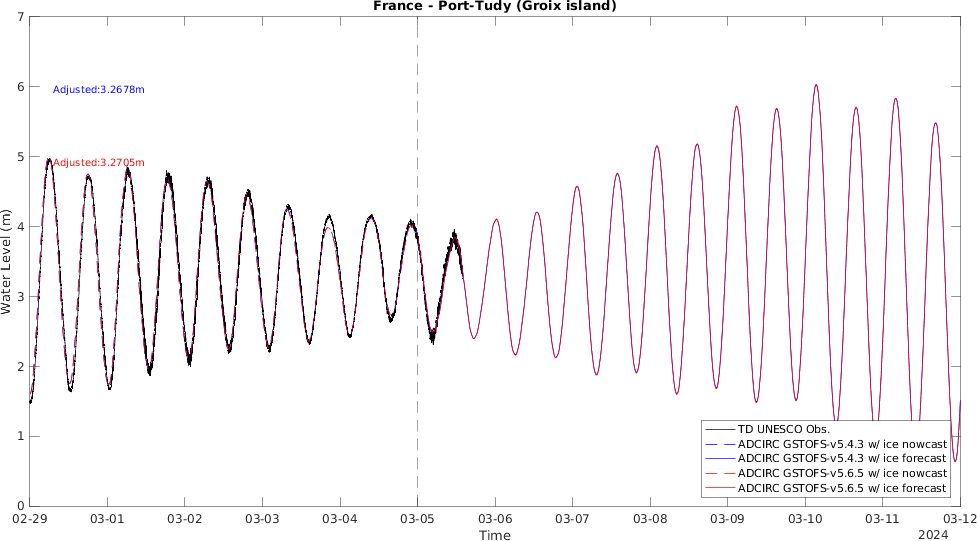 France - Port-Tudy (Groix island)
7
6
5
4
3
2
1
0
Water Level (m)
Adjusted:3.2678m
Adjusted:3.2705m
TD UNESCO Obs.
ADCIRC GSTOFS-v5.4.3 w/ ice nowcast
ADCIRC GSTOFS-v5.4.3 w/ ice forecast
ADCIRC GSTOFS-v5.6.5 w/ ice nowcast
ADCIRC GSTOFS-v5.6.5 w/ ice forecast
02-29 03-01 03-02 03-03 03-04 03-05 03-06 03-07 03-08 03-09 03-10 03-11 03-12
Time
2024